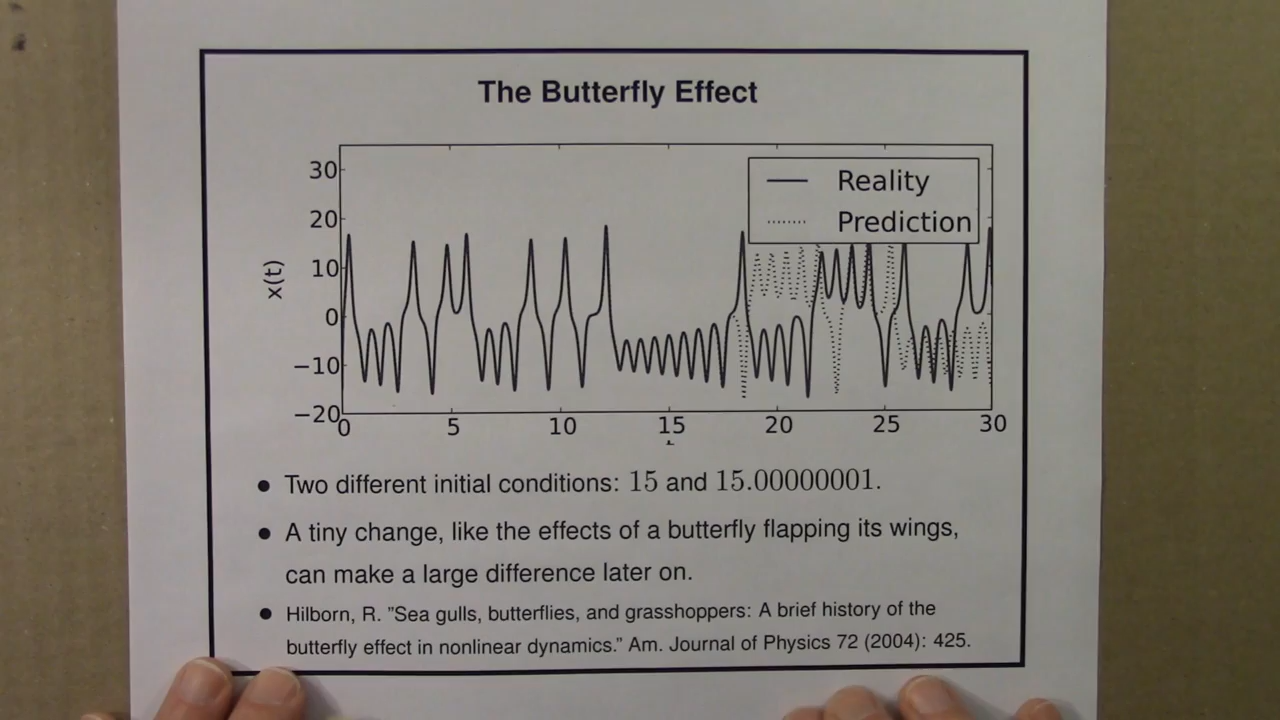 The Butterfly Effect
30
20
10
0
−10
−20
x(t)
Reality
Prediction
0 5 10 15 20 25 30
• Two different initial conditions: 15 and 15.00000001.
• A tiny change, like the effects of a butterfly flapping its wings,
can make a large difference later on.
• Hilborn, R. "Sea gulls, butterflies, and grasshoppers: A brief history of the
butterfly effect in nonlinear dynamics." Am. Journal of Physics 72 (2004): 425.